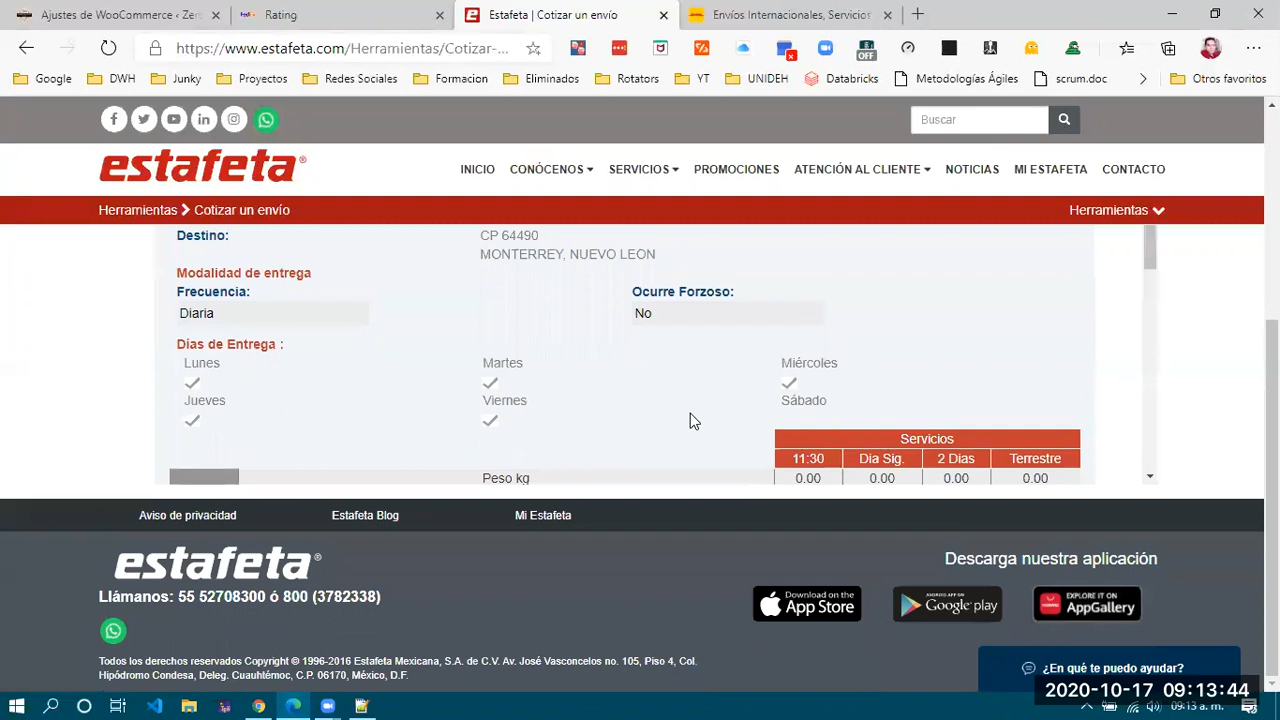 Ajustes de WooCommerce ‹ Zer
Rating
Estafeta | Cotizar un envío
Envíos Internacionales, Servicios
https://www.estafeta.com/Herramientas/Cotizar-...
OFF
Google
DWH
Junky
Proyectos
Redes Sociales
Formacion
Eliminados
Rotators
YT
UNIDEH
Databricks
Metodologías Ágiles
scrum.doc
Otros favoritos
Buscar
estafeta®
INICIO
CONÓCENOS
SERVICIOS
PROMOCIONES
ATENCIÓN AL CLIENTE
NOTICIAS
MI ESTAFETA
CONTACTO
Herramientas > Cotizar un envío
Herramientas
Destino:
CP 64490
MONTERREY, NUEVO LEON
Modalidad de entrega
Frecuencia:
Ocurre Forzoso:
Diaria
No
Días de Entrega :
Lunes
Martes
Miércoles
Jueves
Viernes
Sábado
Servicios
11:30
Dia Sig.
2 Dias
Terrestre
Peso kg
0.00
0.00
0.00
0.00
Aviso de privacidad
Estafeta Blog
Mi Estafeta
estafeta®
Descarga nuestra aplicación
Llámanos: 55 52708300 ó 800 (3782338)
Download on the
App Store
ANDROID APP ON
Google play
EXPLORE IT ON
AppGallery
Todos los derechos reservados Copyright © 1996-2016 Estafeta Mexicana, S.A. de C.V. Av. José Vasconcelos no. 105, Piso 4, Col.
Hipódromo Condesa, Deleg. Cuauhtémoc, C.P. 06170, México, D.F.
¿En qué te puedo ayudar?
2020-10-17 09:13:44
09:13 a. m.